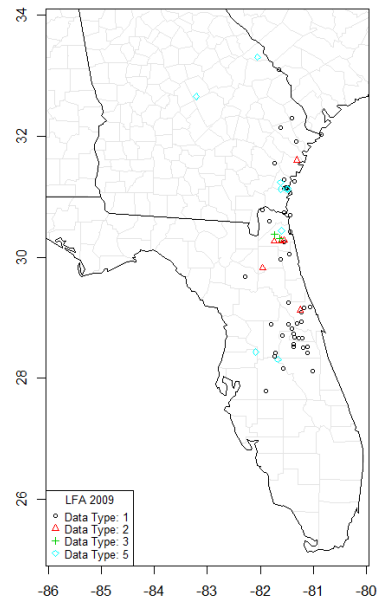 34
32
30
28
26
LFA 2009
Data Type: 1
Data Type: 2
Data Type: 3
Data Type: 5
-86 -85 -84 -83 -82 -81 -80